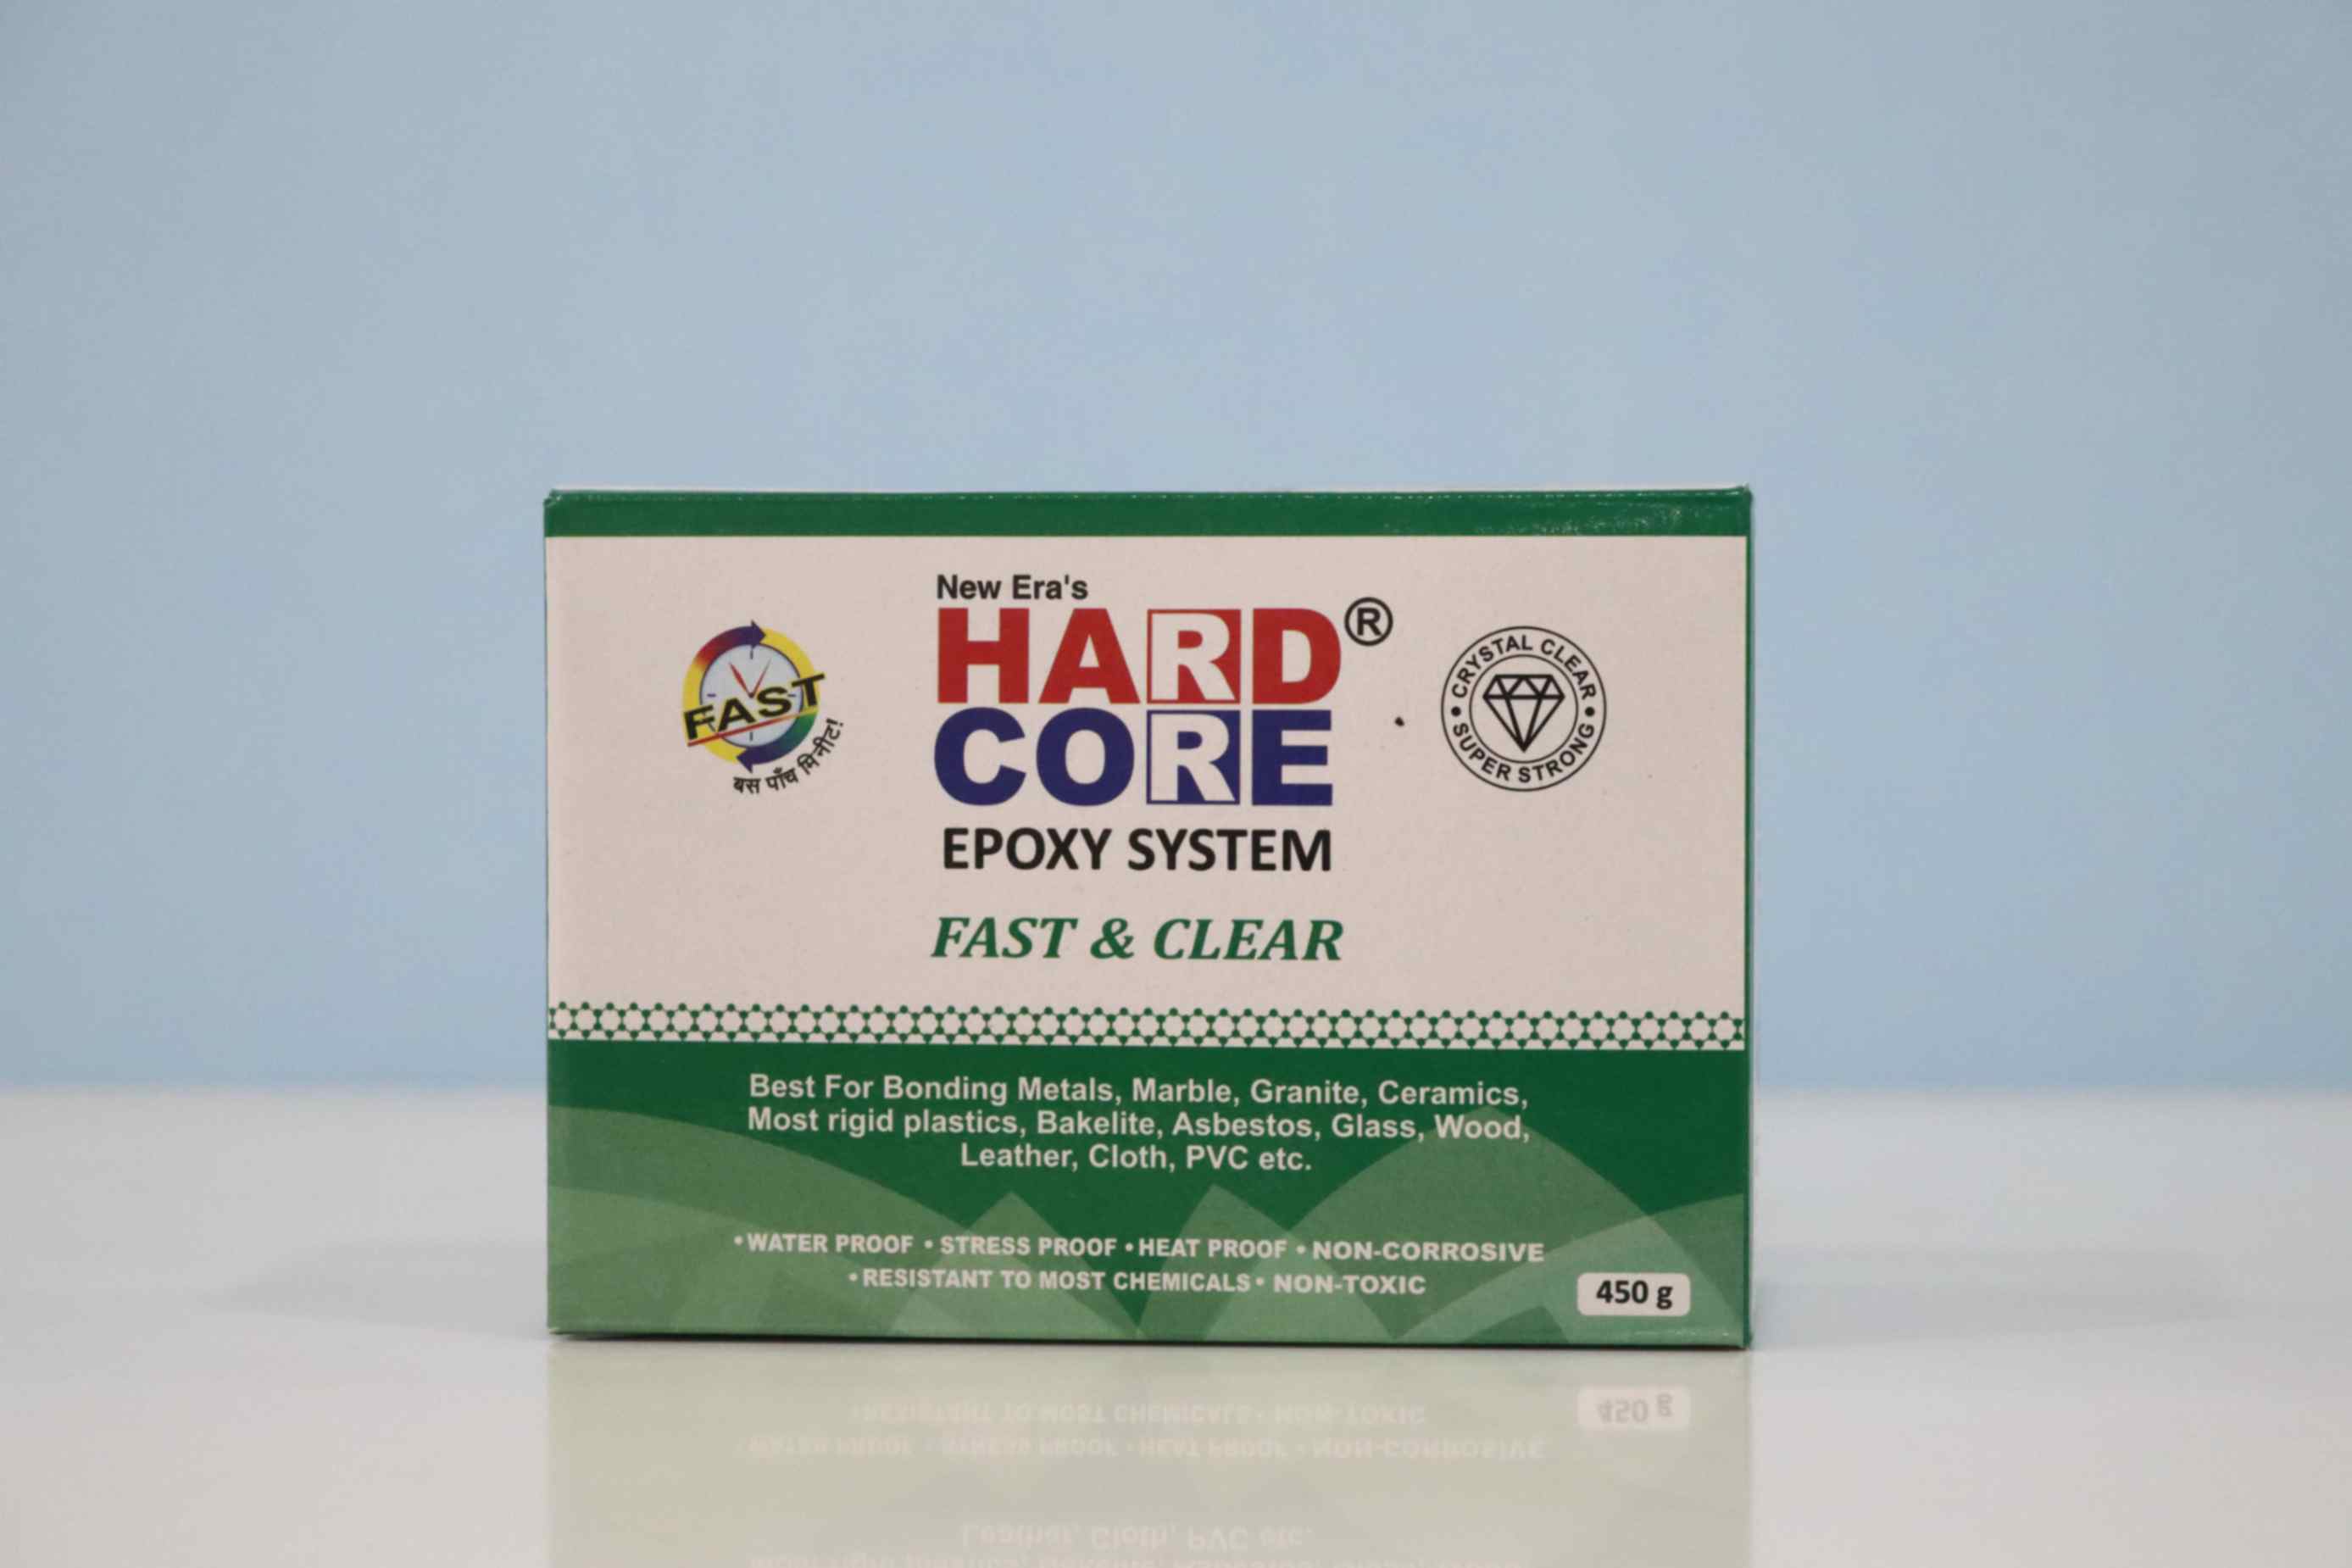 New Era's
HARD®
CORE
EPOXY SYSTEM
FAST & CLEAR
FAST
बस पाँच मिनीट!
• CRYSTAL CLEAR •
SUPER STRONG
Best For Bonding Metals, Marble, Granite, Ceramics,
Most rigid plastics, Bakelite, Asbestos, Glass, Wood,
Leather, Cloth, PVC etc.
• WATER PROOF • STRESS PROOF • HEAT PROOF • NON-CORROSIVE
• RESISTANT TO MOST CHEMICALS • NON-TOXIC
450 g